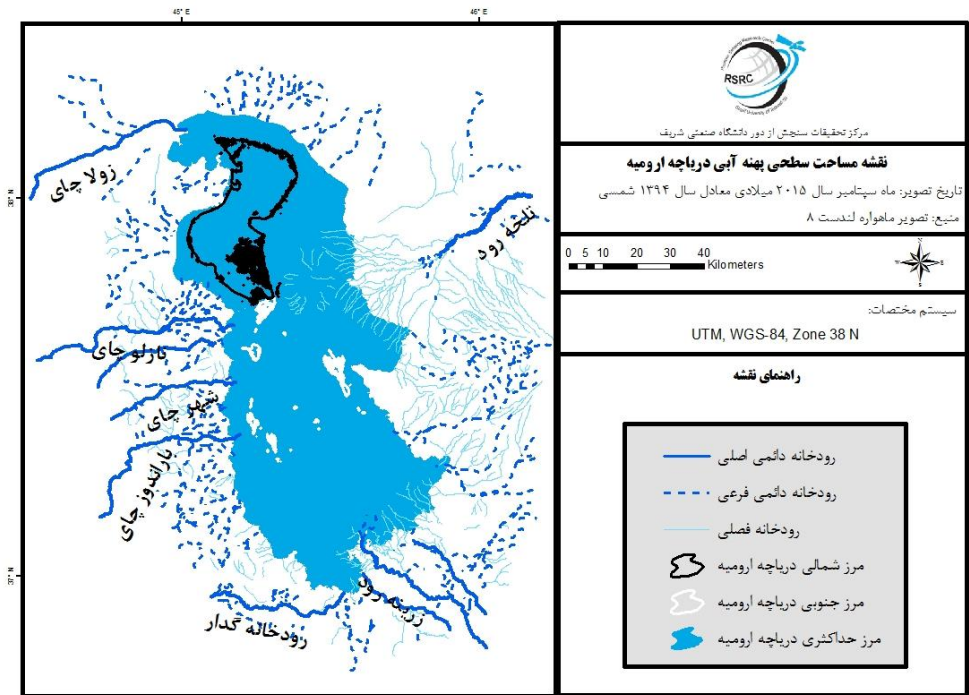 45° E
46° E
38° N
37° N
زولا چای
تلخه رود
نازلو چای
شهر چای
باراندوز چای
رودخانه گدار
زرینه رود
RSRC
مرکز تحقیقات سنجش از دور دانشگاه صنعتی شریف
نقشه مساحت سطحی پهنه آبی دریاچه ارومیه
تاریخ تصویر: ماه سپتامبر سال ۲۰۱۵ میلادی معادل سال ۱۳۹۴ شمسی
منبع: تصویر ماهواره لندست ۸
0 5 10 20 30 40
Kilometers
N
W E
S
سیستم مختصات:
UTM, WGS-84, Zone 38 N
راهنمای نقشه
رودخانه دائمی اصلی
رودخانه دائمی فرعی
رودخانه فصلی
مرز شمالی دریاچه ارومیه
مرز جنوبی دریاچه ارومیه
مرز حداکثری دریاچه ارومیه